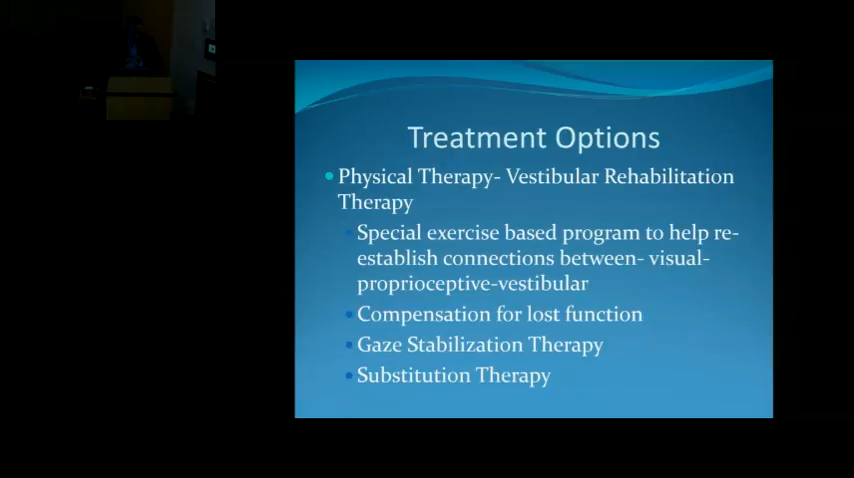 Treatment Options
Physical Therapy- Vestibular Rehabilitation
Therapy
Special exercise based program to help re-
establish connections between- visual-
proprioceptive-vestibular
Compensation for lost function
Gaze Stabilization Therapy
Substitution Therapy